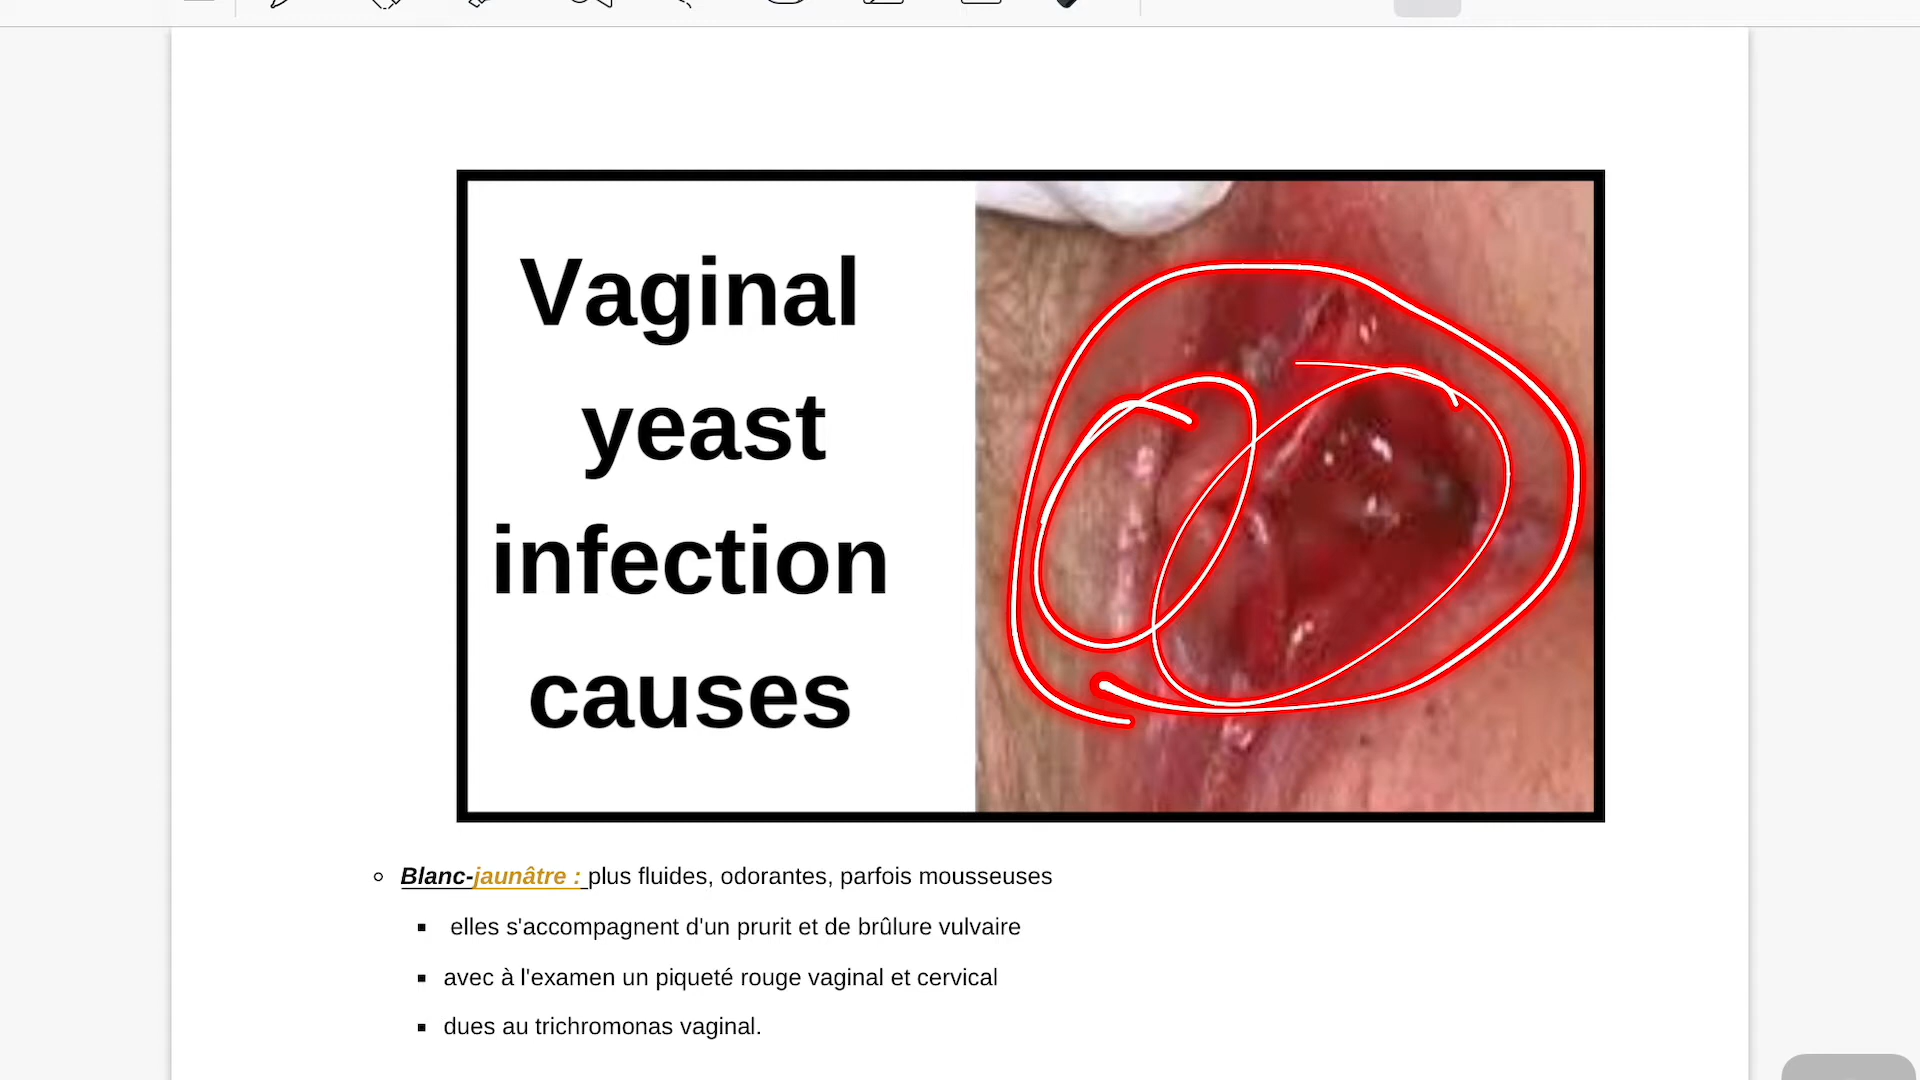 Vaginal
yeast
infection
causes
Blanc-jaunâtre : plus fluides, odorantes, parfois mousseuses
elles s'accompagnent d'un prurit et de brûlure vulvaire
avec à l'examen un piqueté rouge vaginal et cervical
dues au trichromonas vaginal.